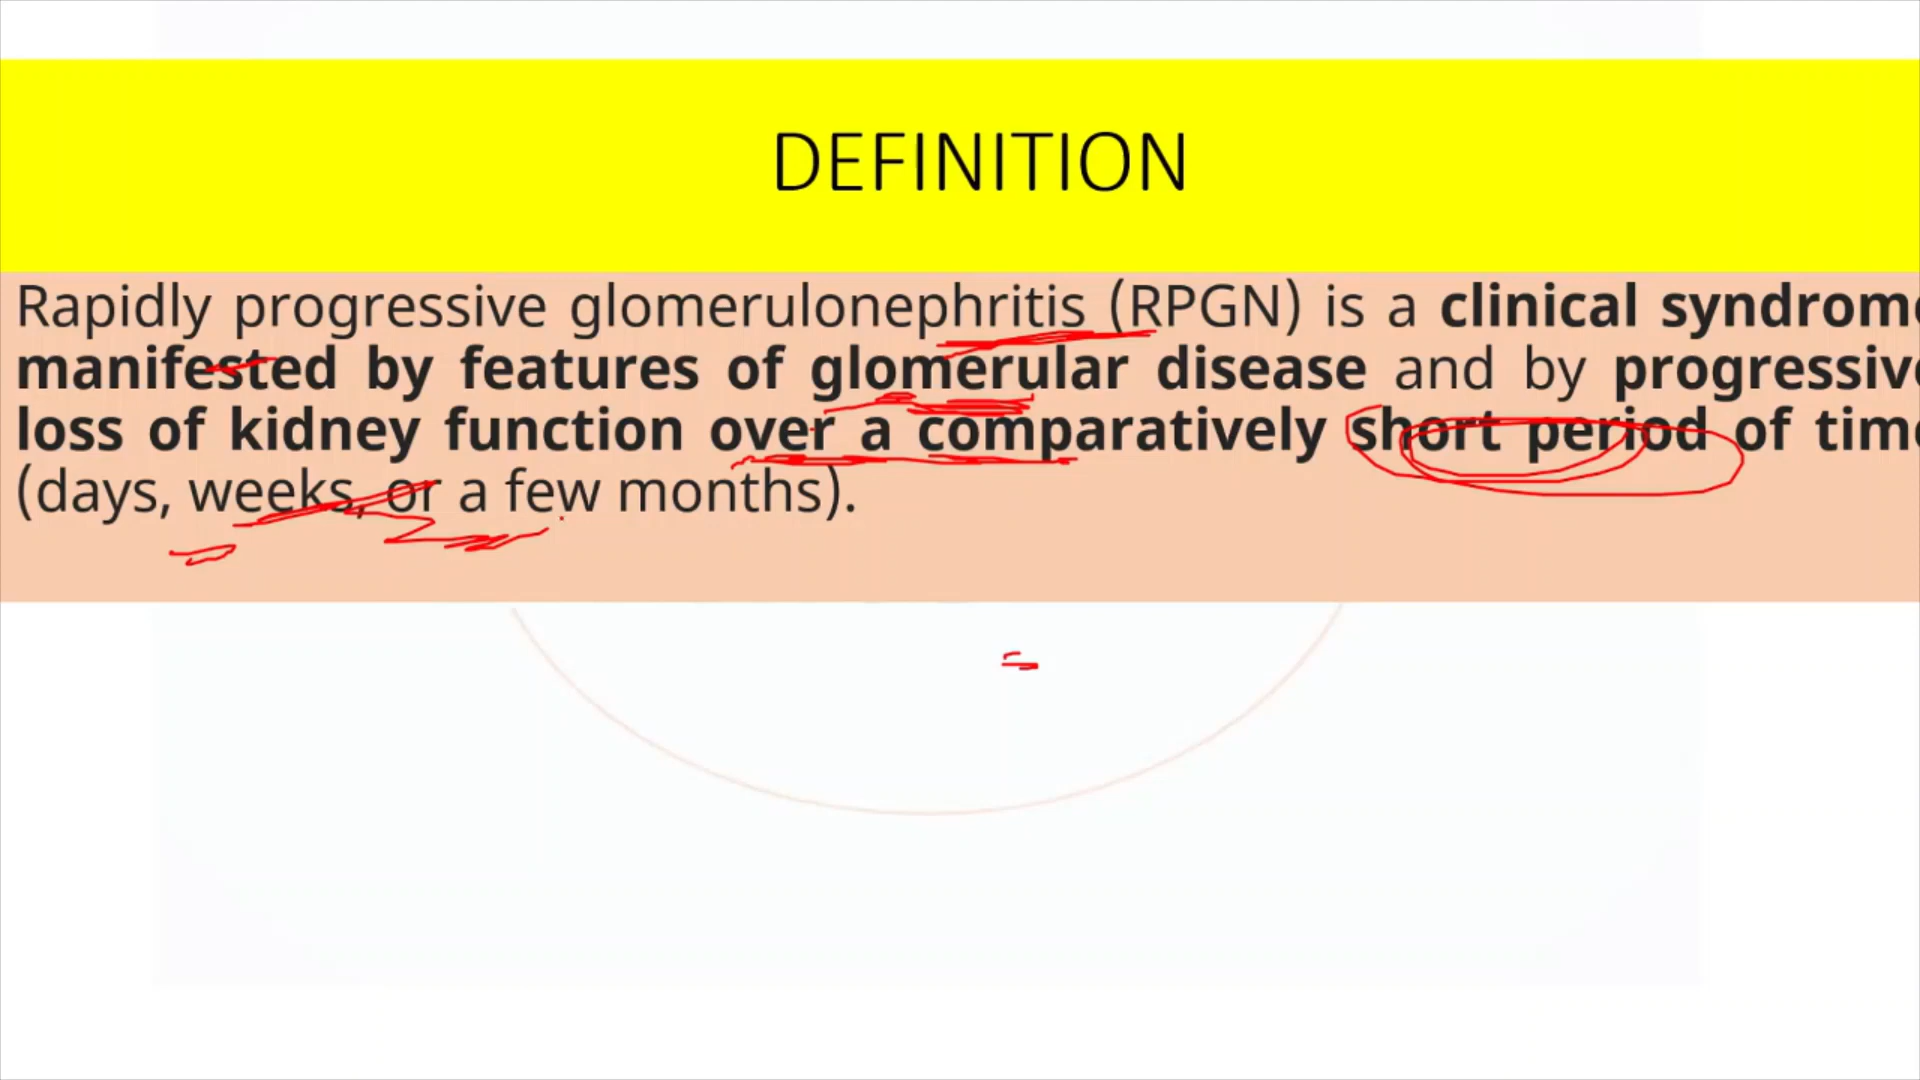 DEFINITION
Rapidly progressive glomerulonephritis (RPGN) is a clinical syndrome
manifested by features of glomerular disease and by progressive
loss of kidney function over a comparatively short period of time
(days, weeks, or a few months).